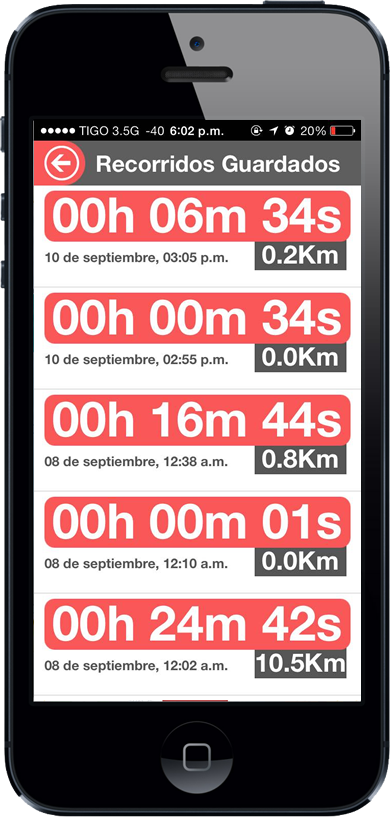 TIGO 3.5G -40 6:02 p.m. 20%
Recorridos Guardados
00h 06m 34s
10 de septiembre, 03:05 p.m. 0.2Km
00h 00m 34s
10 de septiembre, 02:55 p.m. 0.0Km
00h 16m 44s
08 de septiembre, 12:38 a.m. 0.8Km
00h 00m 01s
08 de septiembre, 12:10 a.m. 0.0Km
00h 24m 42s
08 de septiembre, 12:02 a.m. 10.5Km